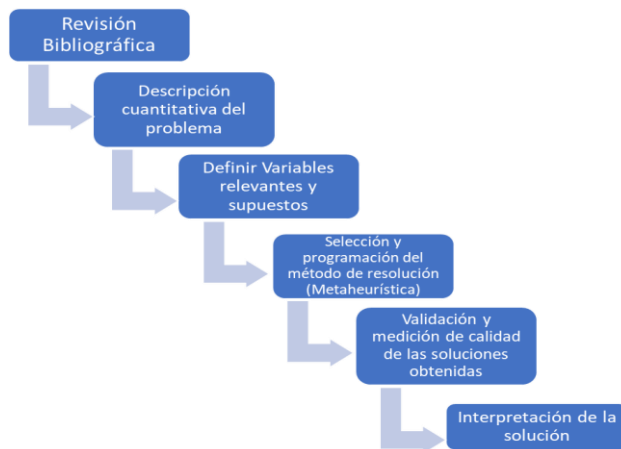 Revisión
Bibliográfica
Descripción
cuantitativa del
problema
Definir Variables
relevantes y
supuestos
Selección y
programación del
método de resolución
(Metaheurística)
Validación y
medición de calidad
de las soluciones
obtenidas
Interpretación de la
solución